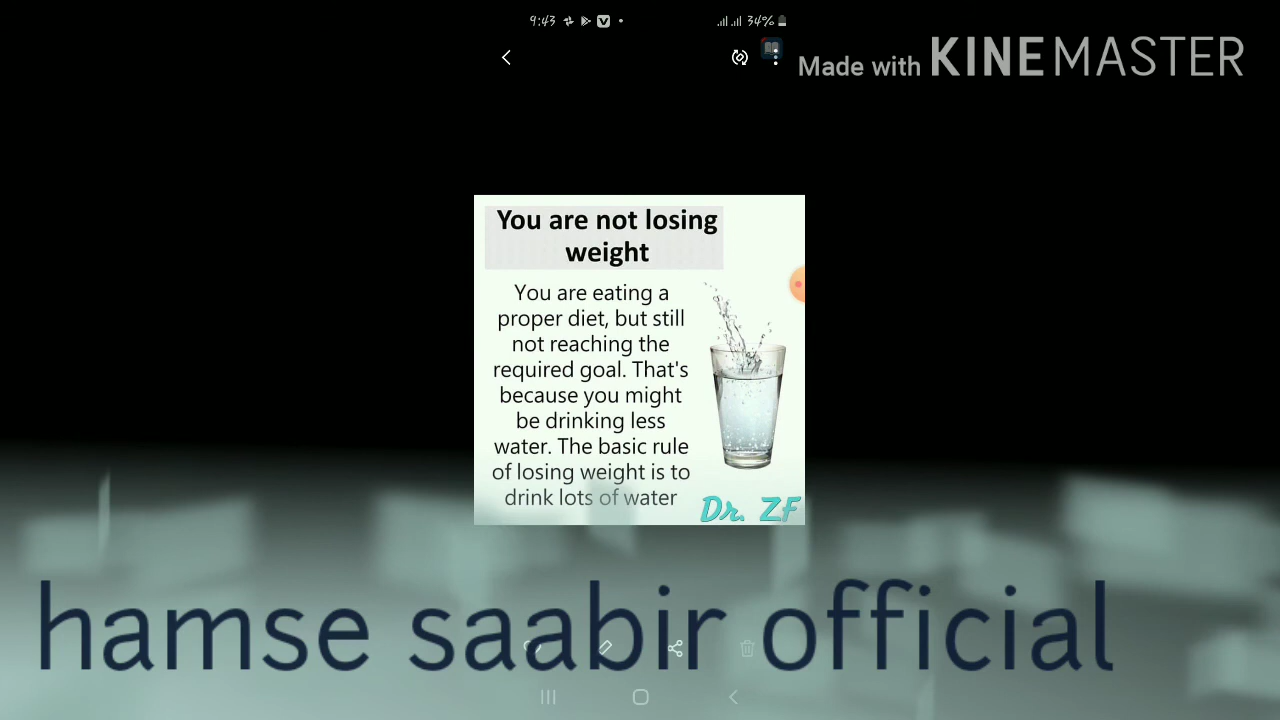 9:43
34%
Made with KINEMASTER
You are not losing
weight
You are eating a
proper diet, but still
not reaching the
required goal. That's
because you might
be drinking less
water. The basic rule
of losing weight is to
drink lots of water
Dr. ZF
hamse saabir official